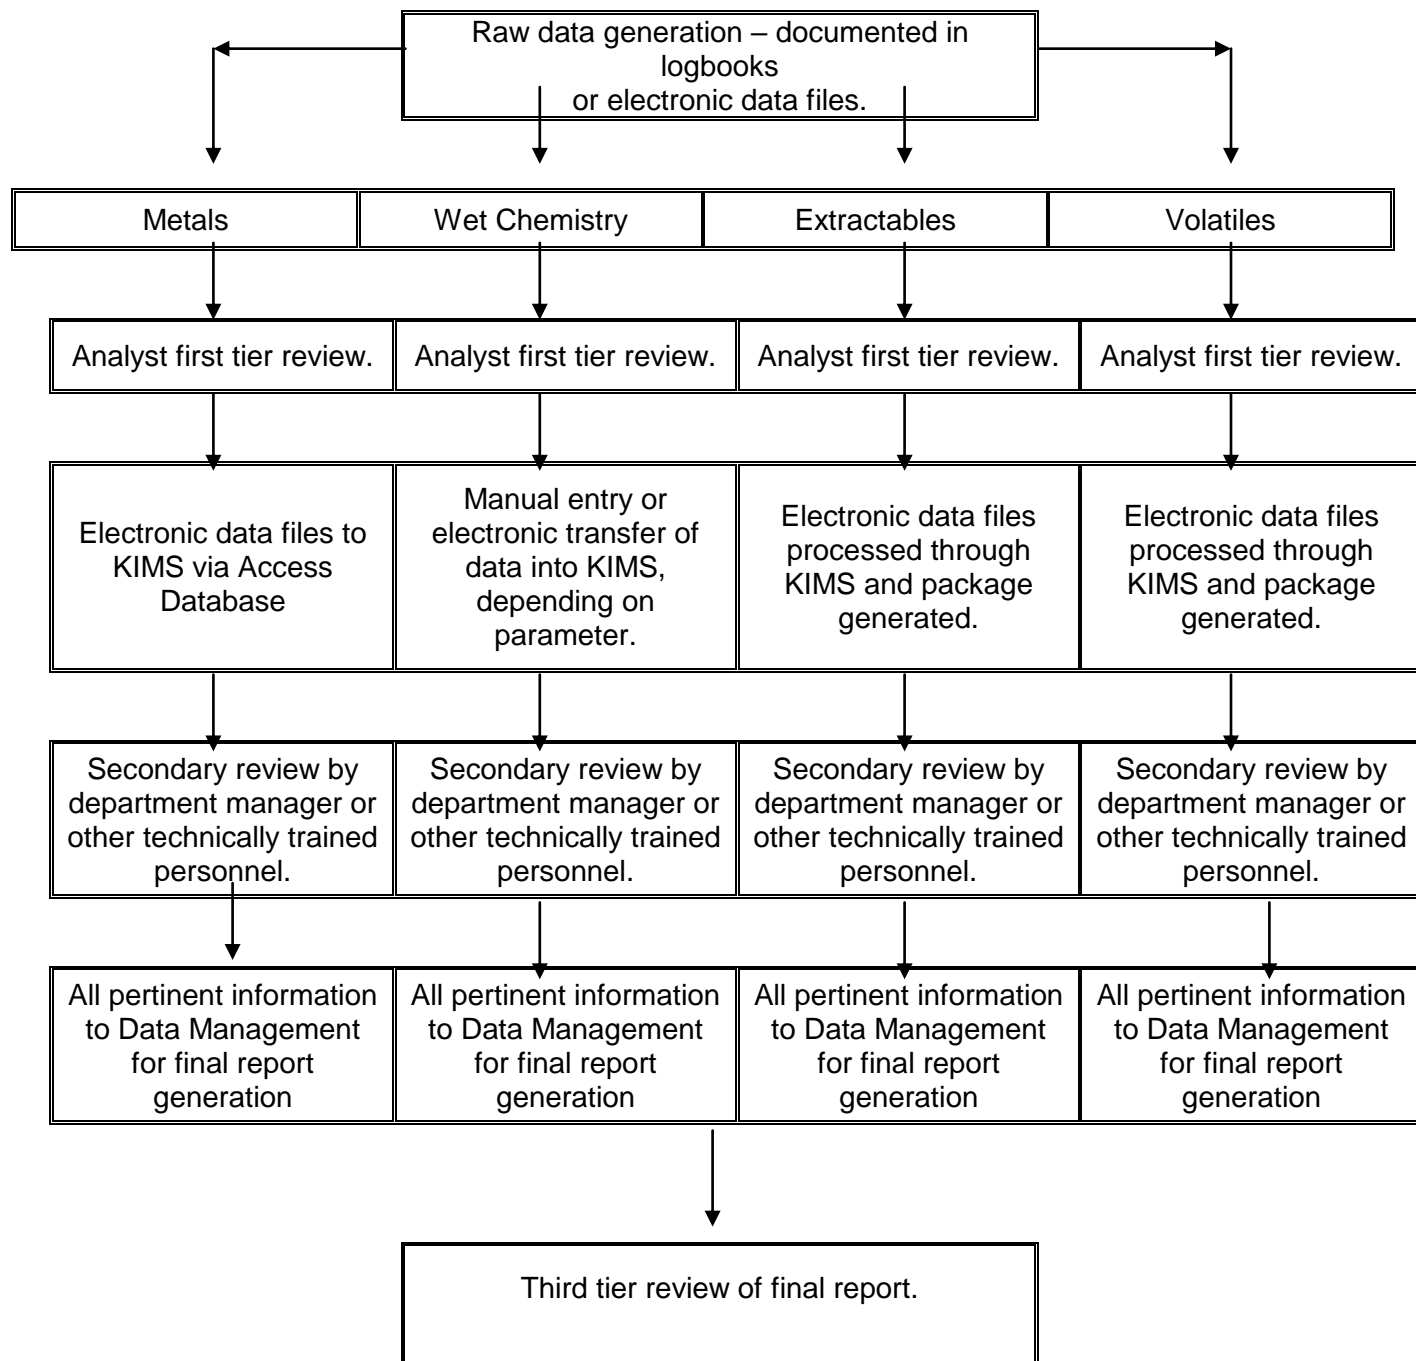 Raw data generation – documented in
logbooks
or electronic data files.
Metals
Wet Chemistry
Extractables
Volatiles
Analyst first tier review.
Analyst first tier review.
Analyst first tier review.
Analyst first tier review.
Electronic data files to
KIMS via Access
Database
Manual entry or
electronic transfer of
data into KIMS,
depending on
parameter.
Electronic data files
processed through
KIMS and package
generated.
Electronic data files
processed through
KIMS and package
generated.
Secondary review by
department manager or
other technically trained
personnel.
Secondary review by
department manager or
other technically trained
personnel.
Secondary review by
department manager or
other technically trained
personnel.
Secondary review by
department manager or
other technically trained
personnel.
All pertinent information
to Data Management
for final report
generation
All pertinent information
to Data Management
for final report
generation
All pertinent information
to Data Management
for final report
generation
All pertinent information
to Data Management
for final report
generation
Third tier review of final report.